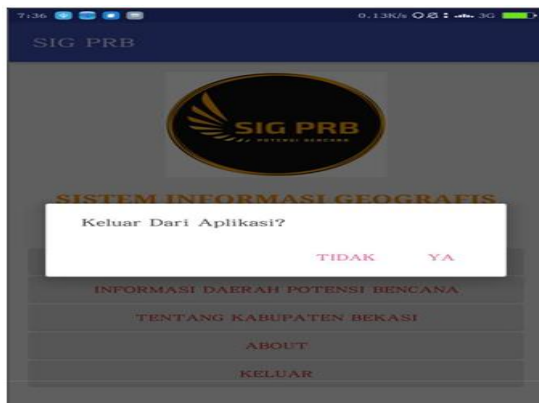 7:36 0.13K/s 3G
SIG PRB
SIG PRB
POTENSI BENCANA
SISTEM INFORMASI GEOGRAFIS
Keluar Dari Aplikasi?
TIDAK YA
INFORMASI DAERAH POTENSI BENCANA
TENTANG KABUPATEN BEKASI
ABOUT
KELUAR